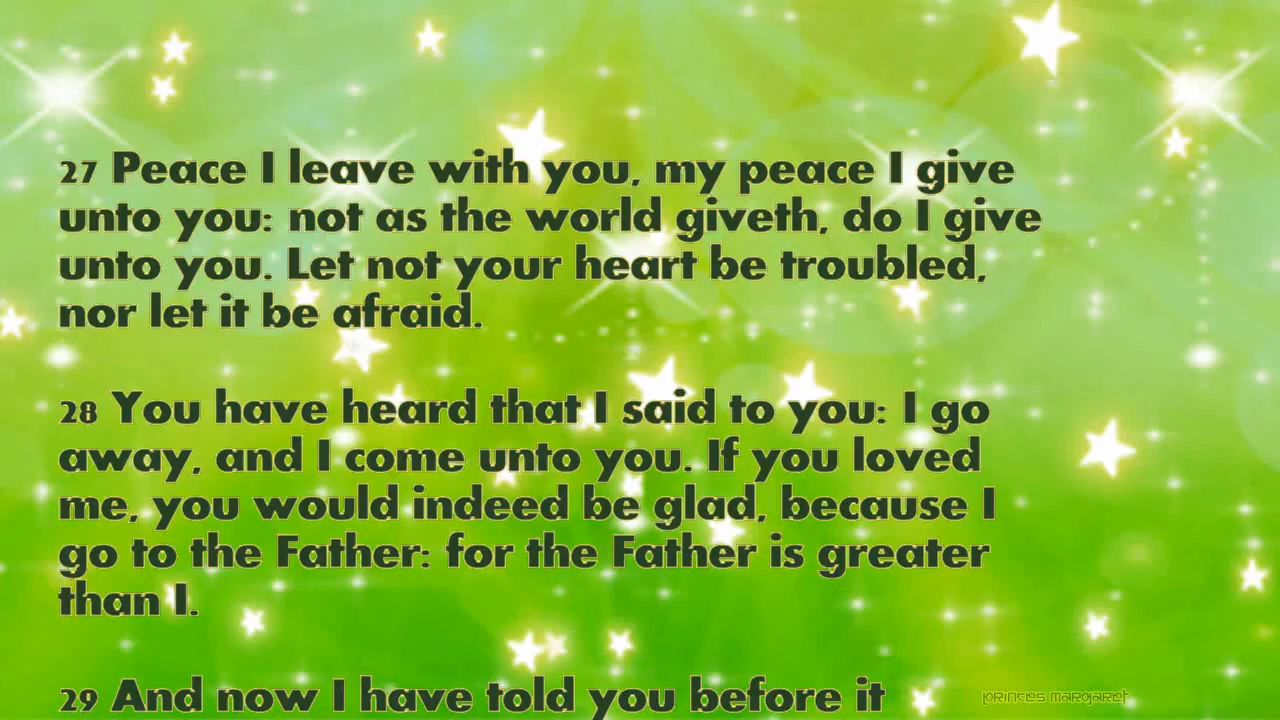 27 Peace I leave with you, my peace I give
unto you: not as the world giveth, do I give
unto you. Let not your heart be troubled,
nor let it be afraid.
28 You have heard that I said to you: I go
away, and I come unto you. If you loved
me, you would indeed be glad, because I
go to the Father: for the Father is greater
than I.
29 And now I have told you before it
princes margaret